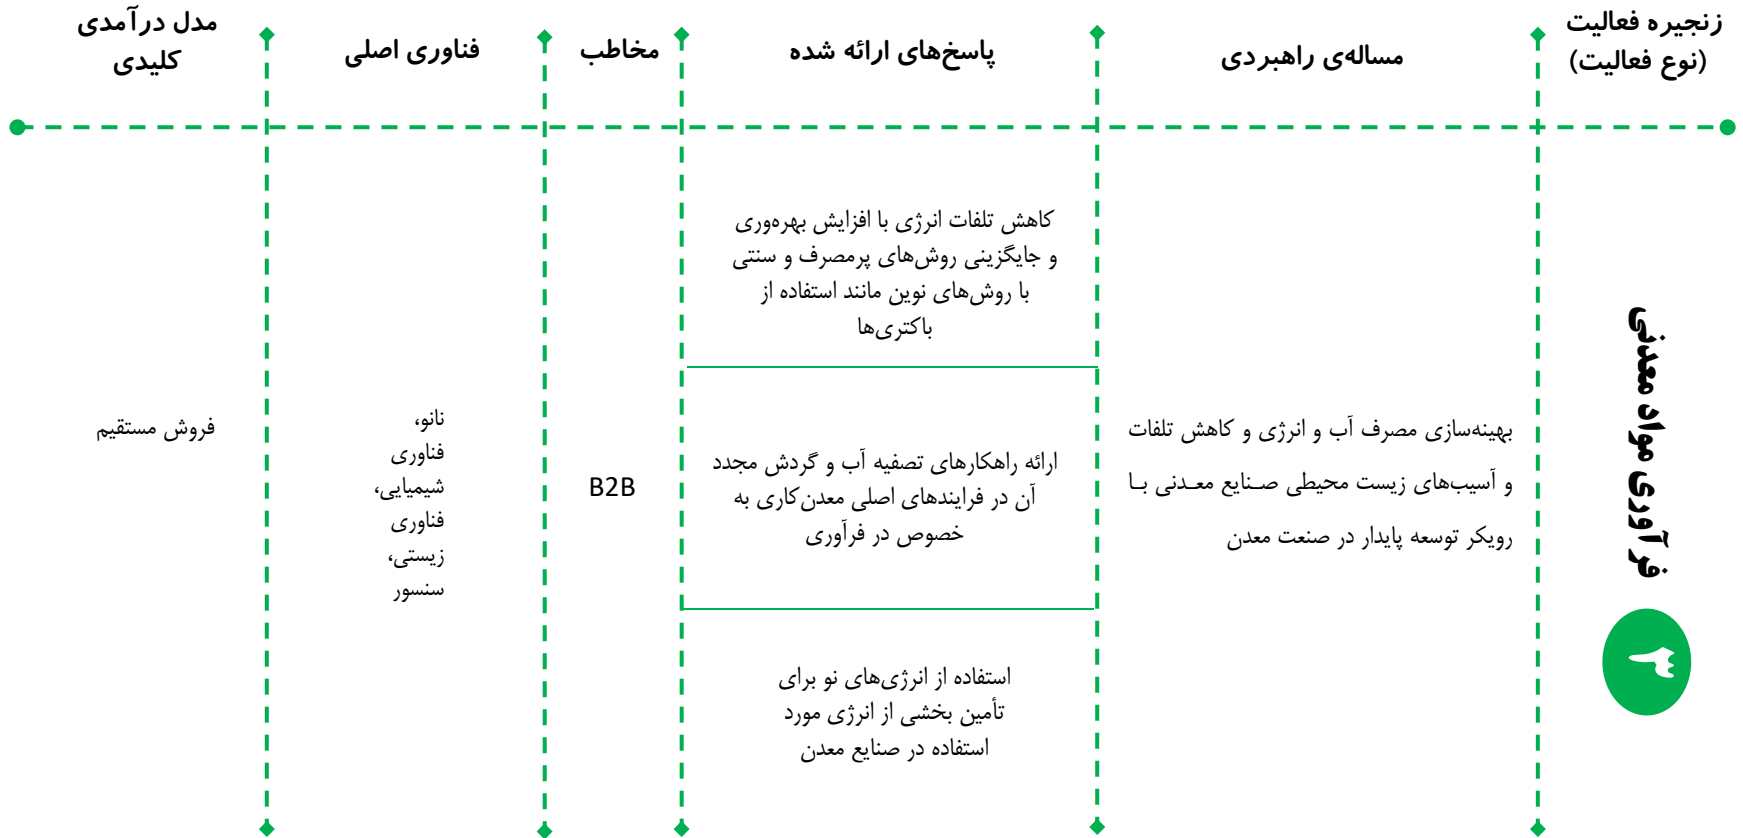 زنجیره فعالیت
(نوع فعالیت)
مساله‌ی راهبردی
پاسخ‌های ارائه شده
مخاطب
فناوری اصلی
مدل درآمدی
کلیدی
فرآوری مواد معدنی
۳
بهینه‌سازی مصرف آب و انرژی و کاهش تلفات
و آسیب‌های زیست محیطی صنایع معدنی با
رویکر توسعه پایدار در صنعت معدن
کاهش تلفات انرژی با افزایش بهره‌وری
و جایگزینی روش‌های پرمصرف و سنتی
با روش‌های نوین مانند استفاده از
باکتری‌ها
ارائه راهکارهای تصفیه آب و گردش مجدد
آن در فرایندهای اصلی معدن‌کاری به
خصوص در فرآوری
استفاده از انرژی‌های نو برای
تأمین بخشی از انرژی مورد
استفاده در صنایع معدن
B2B
نانو،
فناوری
شیمیایی،
فناوری
زیستی،
سنسور
فروش مستقیم